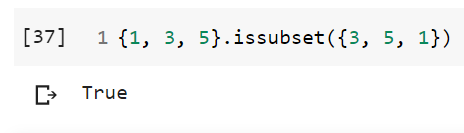 [37] 1 {1, 3, 5}.issubset({3, 5, 1})
True